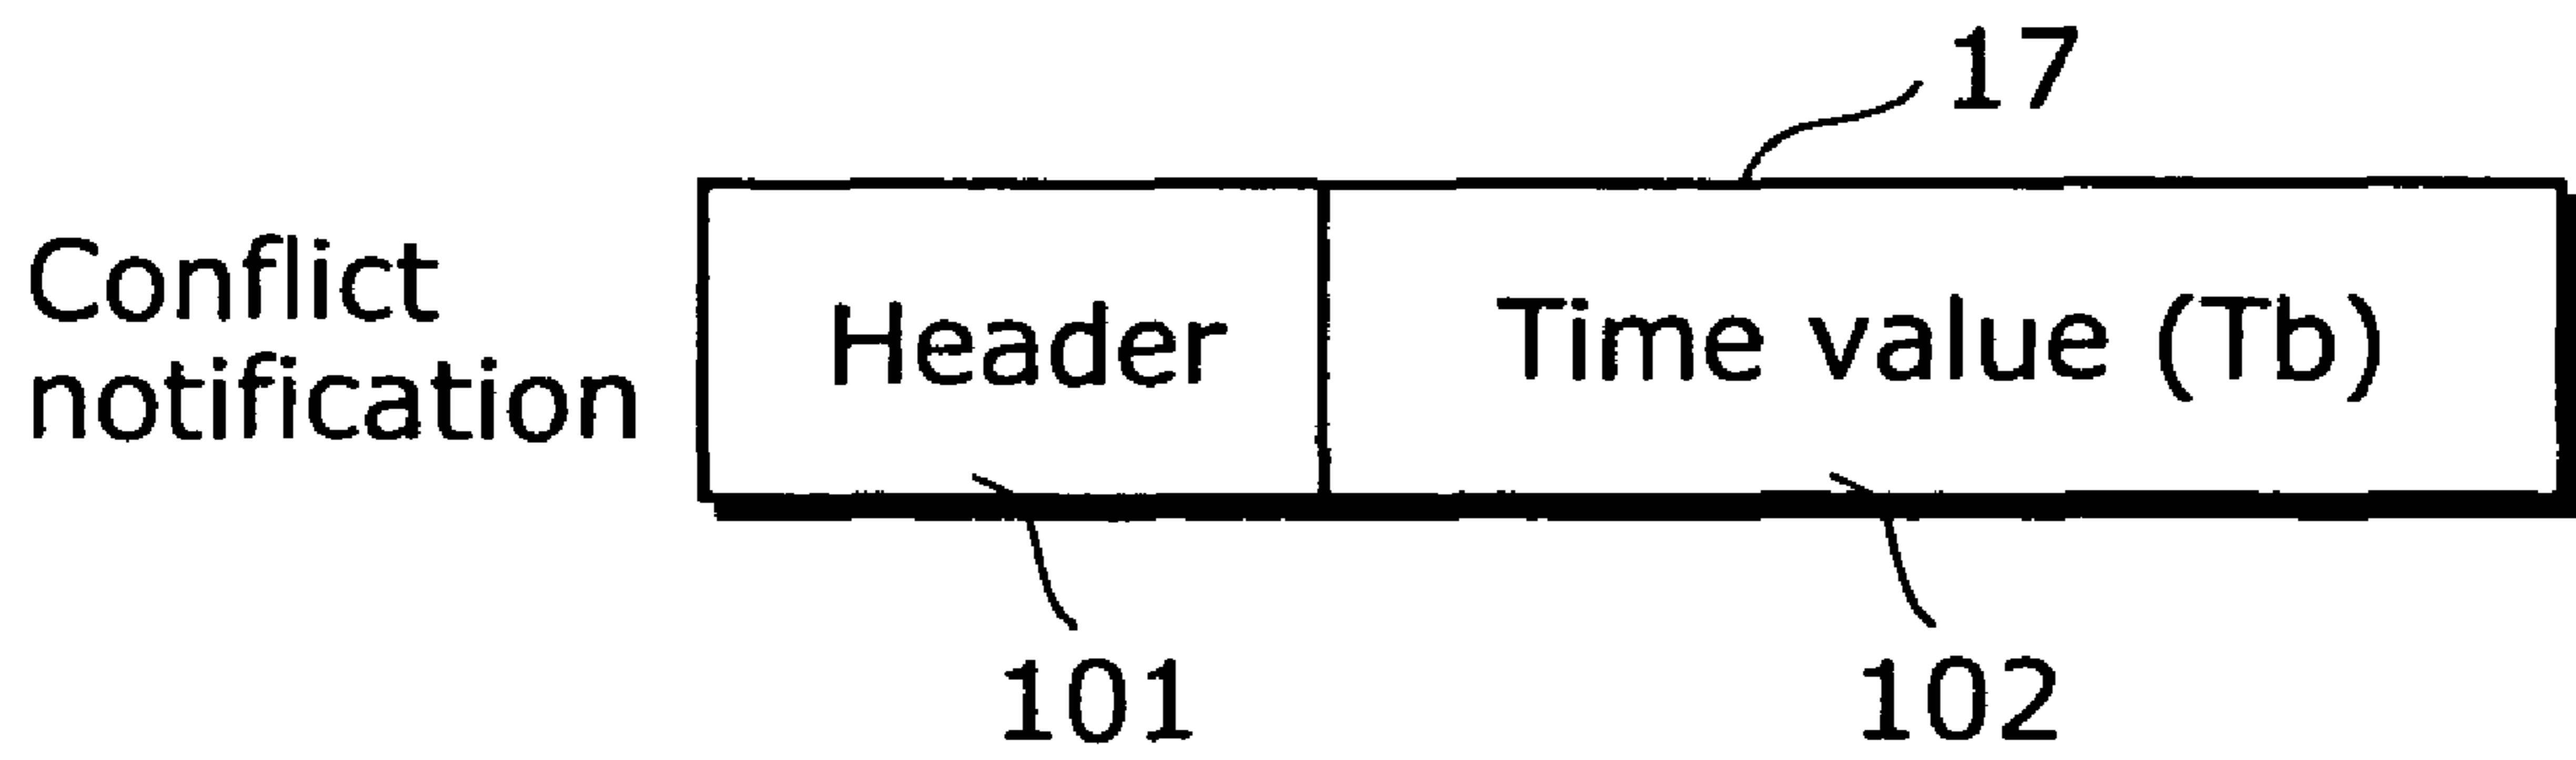 17
Conflict
notification
Header
Time value (Tb)
101
102